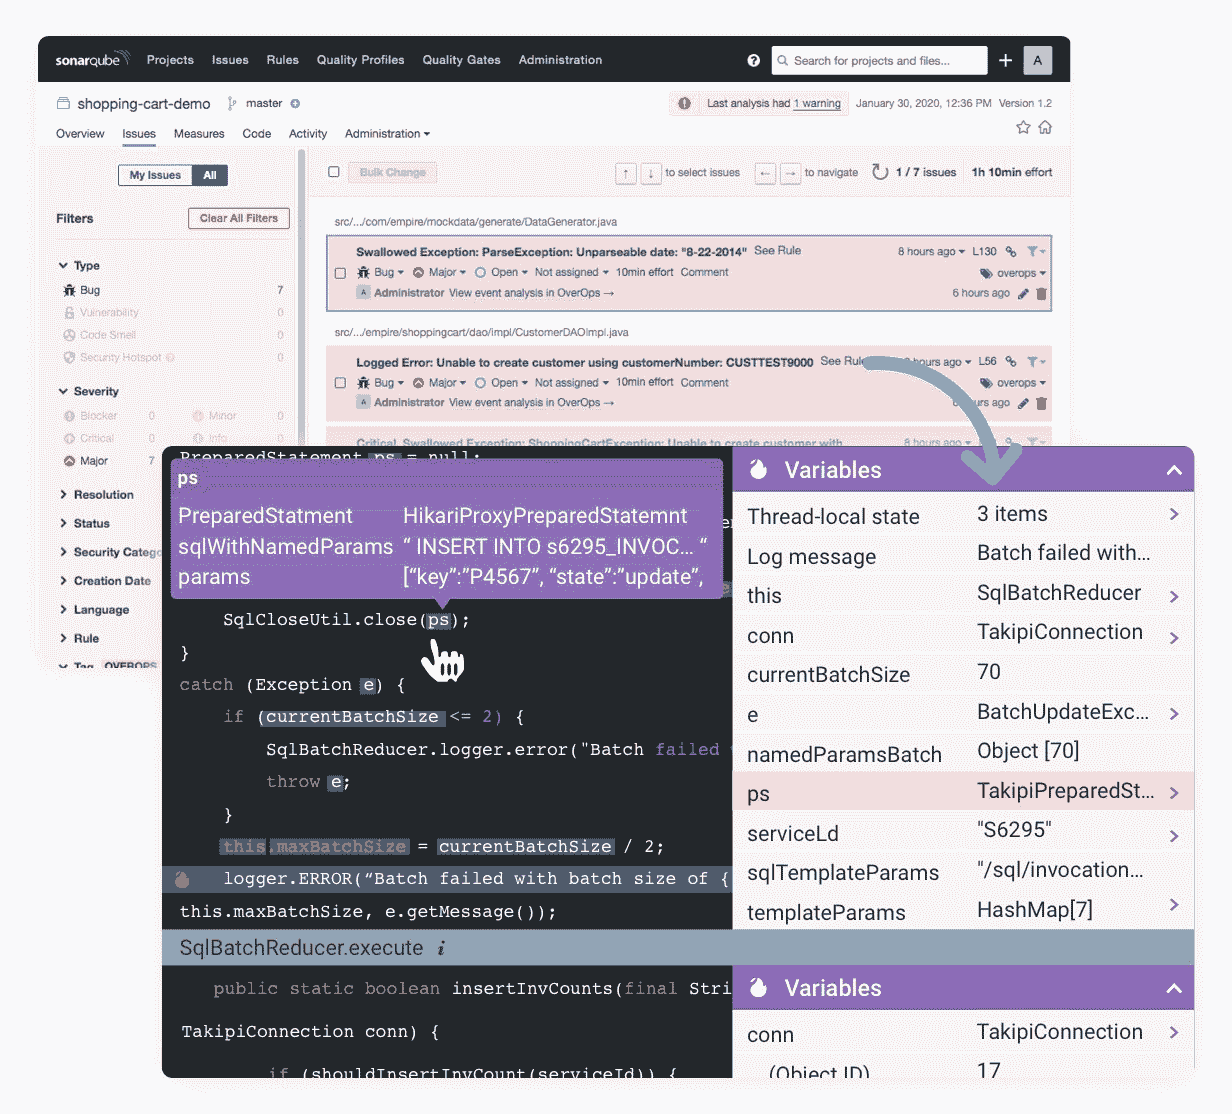 sonarqube Projects Issues Rules Quality Profiles Quality Gates Administration ? Search for projects and files... + A
shopping-cart-demo master Last analysis had 1 warning January 30, 2020, 12:36 PM Version 1.2
Overview Issues Measures Code Activity Administration
My Issues All
Bulk Change ↑ ↓ to select issues ← → to navigate 1 / 7 issues 1h 10min effort
Filters Clear All Filters
Type
Bug 7
Vulnerability 0
Code Smell 0
Security Hotspot 0
Severity
Blocker 0 Minor 0
Critical 0 Info 0
Major 7
Resolution
Status
Security Catego
Creation Date
Language
Rule
Tag OVEROPS
src/.../com/empire/mockdata/generate/DataGenerator.java
Swallowed Exception: ParseException: Unparseable date: "8-22-2014" See Rule 8 hours ago L130
Bug Major Open Not assigned 10min effort Comment overops
A Administrator View event analysis in OverOps → 6 hours ago
src/.../empire/shoppingcart/dao/impl/CustomerDAOImpl.java
Logged Error: Unable to create customer using customerNumber: CUSTTEST9000 See Rule hours ago L56
Bug Major Open Not assigned 10min effort Comment overops
A Administrator View event analysis in OverOps → urs ago
Critical, Swallowed Exception: ShoppingCartException: Unable to create customer with 8 hours ago
PreparedStatement ps = null;
ps
PreparedStatment HikariProxyPreparedStatemnt
sqlWithNamedParams “ INSERT INTO s6295_INVOC... “
params [“key”:”P4567”, “state”:”update”,
SqlCloseUtil.close(ps);
}
catch (Exception e) {
if (currentBatchSize <= 2) {
SqlBatchReducer.logger.error("Batch failed
throw e;
}
this.maxBatchSize = currentBatchSize / 2;
logger.ERROR(“Batch failed with batch size of {
this.maxBatchSize, e.getMessage());
Variables
Thread-local state 3 items
Log message Batch failed with...
this SqlBatchReducer
conn TakipiConnection
currentBatchSize 70
e BatchUpdateExc...
namedParamsBatch Object [70]
ps TakipiPreparedSt...
serviceLd "S6295"
sqlTemplateParams "/sql/invocation...
templateParams HashMap[7]
SqlBatchReducer.execute i
public static boolean insertInvCounts(final Stri
TakipiConnection conn) {
if (shouldInsertInvCount(serviceId)) {
Variables
conn TakipiConnection
(Object ID) 17